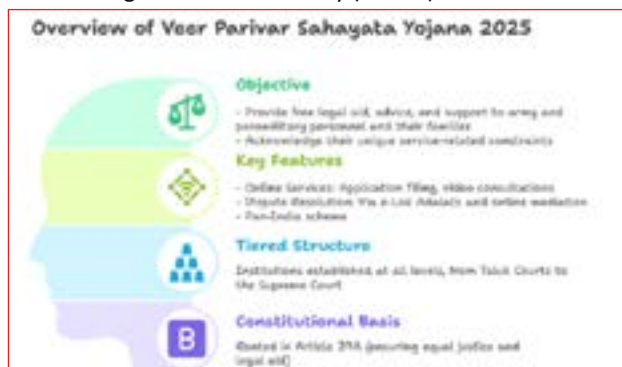 Overview of Veer Parivar Sahayata Yojana 2025
Objective
- Provide free legal aid, advice, and support to army and
paramilitary personnel and their families
- Acknowledge their unique service-related constraints
Key Features
- Online Services: Application filing, video consultations
- Dispute Resolution: Via e-Lok Adalats and online mediation
- Pan-India scheme
Tiered Structure
Institutions established at all levels, from Taluk Courts to
the Supreme Court
B
Constitutional Basis
Rooted in Article 39A (ensuring equal justice and
legal aid)